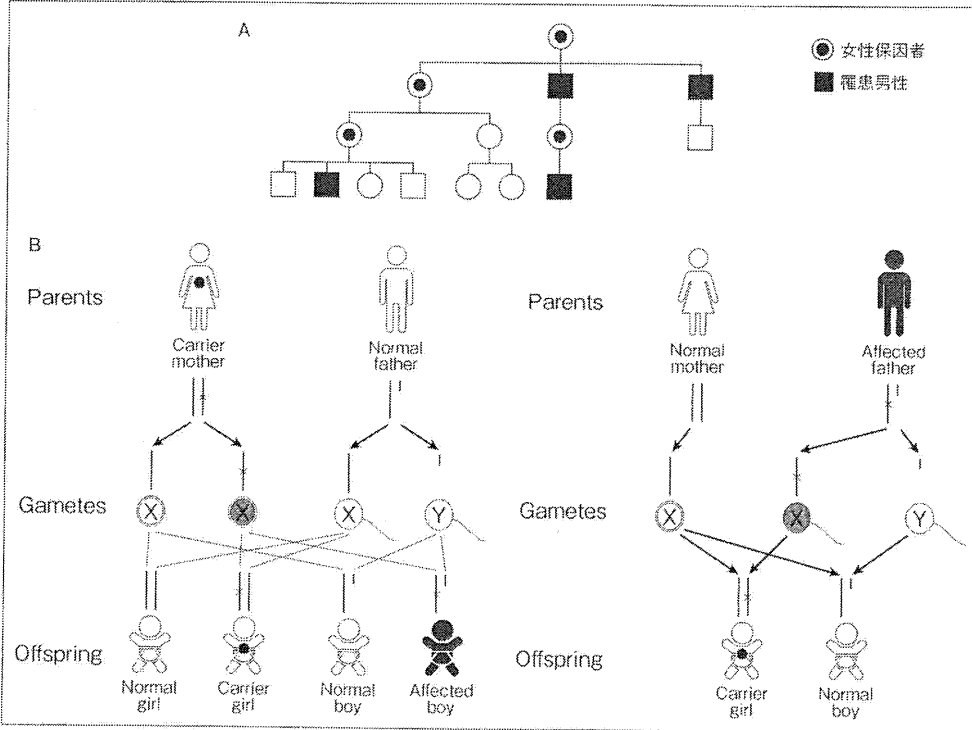 A
女性保因者
罹患男性
B
Parents
Carrier
mother
Normal
father
Parents
Normal
mother
Affected
father
Gametes
X
X
X
Y
Gametes
X
X
Y
Offspring
Normal
girl
Carrier
girl
Normal
boy
Affected
boy
Offspring
Carrier
girl
Normal
boy